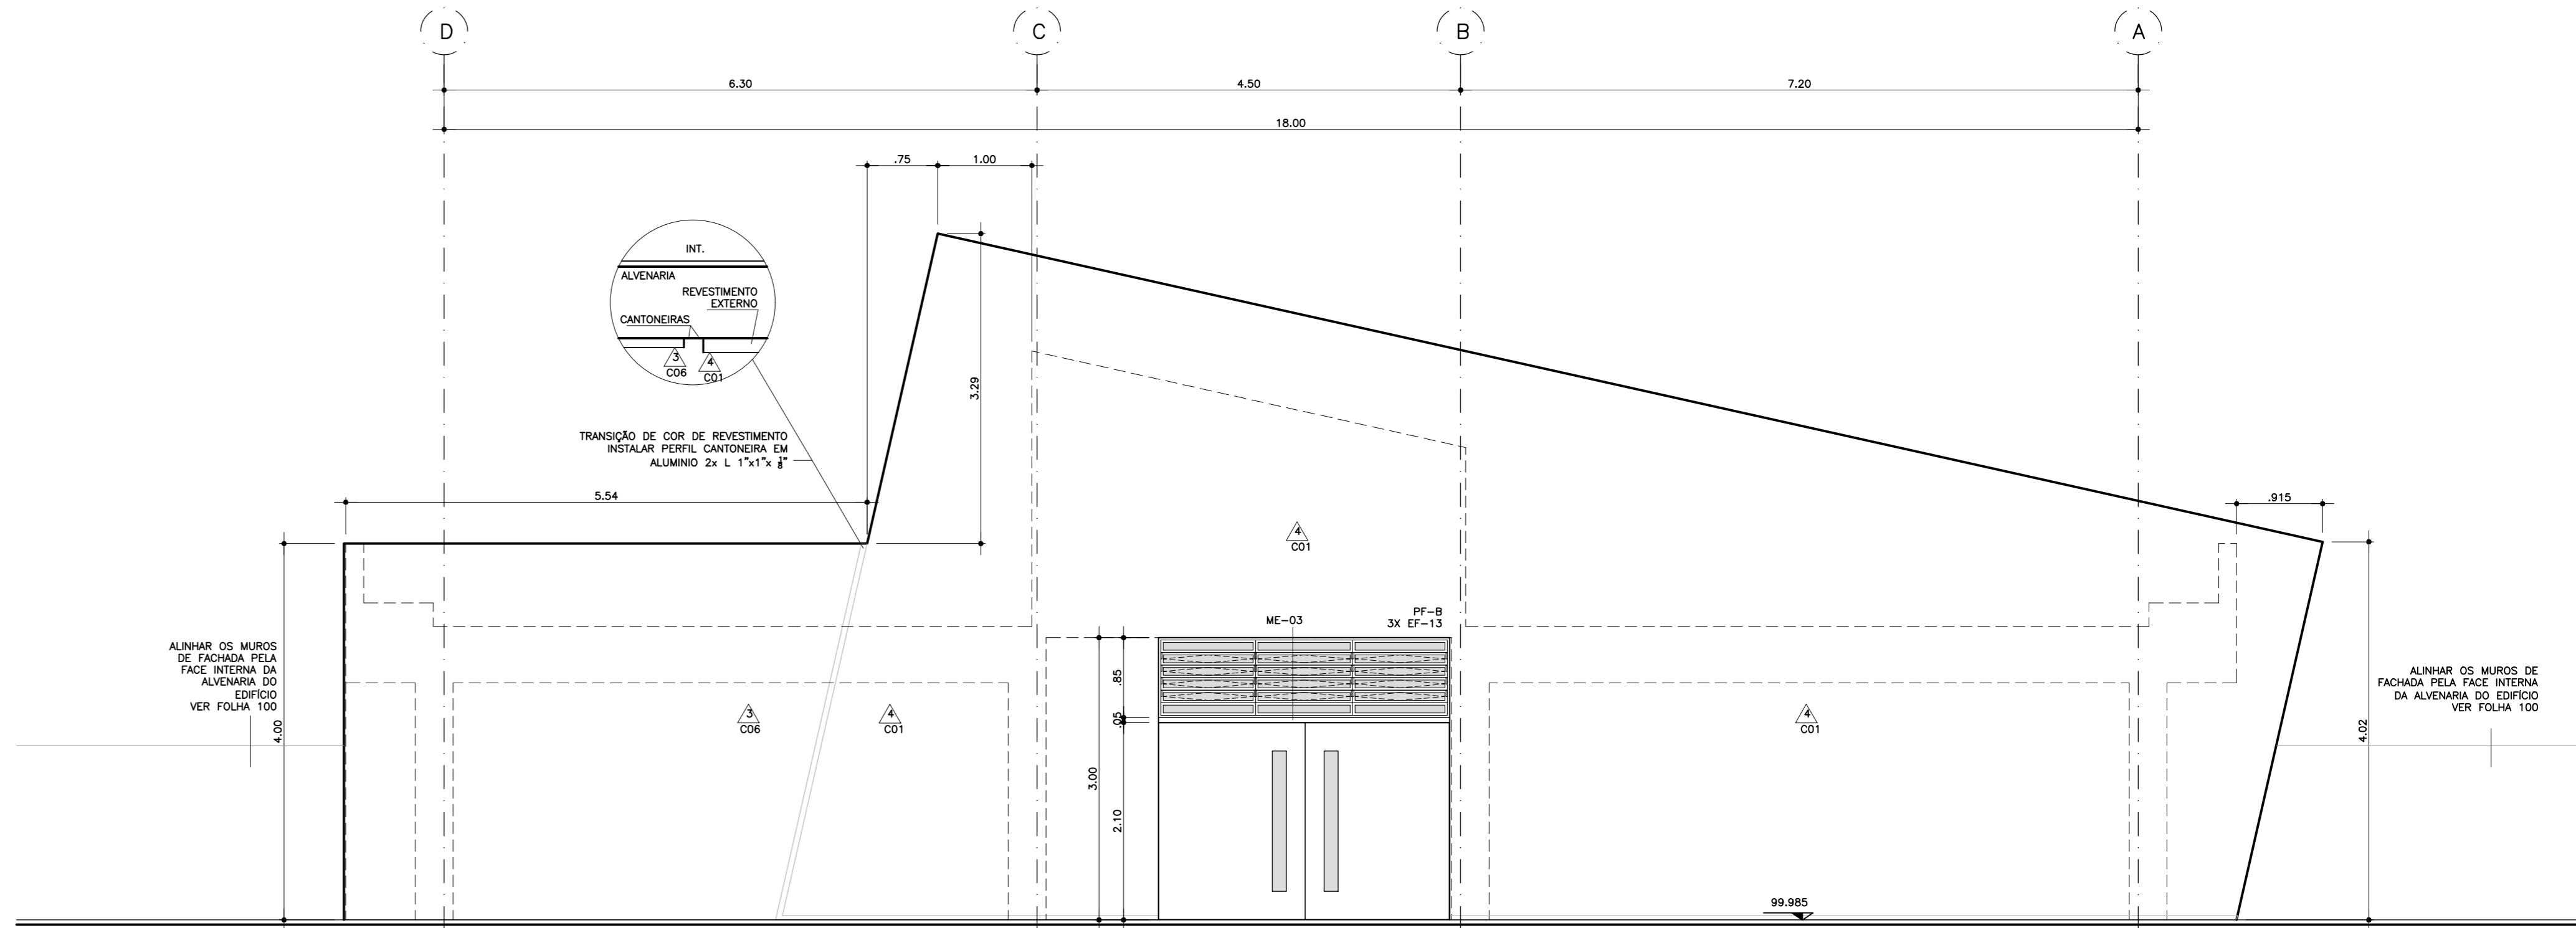 D
C
B
A
6.30
4.50
7.20
18.00
.75
1.00
INT.
ALVENARIA
REVESTIMENTO
EXTERNO
CANTONEIRAS
3
C06
4
C01
3.29
TRANSIÇÃO DE COR DE REVESTIMENTO
INSTALAR PERFIL CANTONEIRA EM
ALUMINIO 2x L 1"x1"x 1/8"
5.54
.915
4
C01
ME-03
PF-B
3X EF-13
ALINHAR OS MUROS
DE FACHADA PELA
FACE INTERNA DA
ALVENARIA DO
EDIFÍCIO
VER FOLHA 100
4.00
3
C06
4
C01
.85
.05
3.00
2.10
4
C01
ALINHAR OS MUROS DE
FACHADA PELA FACE INTERNA
DA ALVENARIA DO EDIFÍCIO
VER FOLHA 100
4.02
99.985